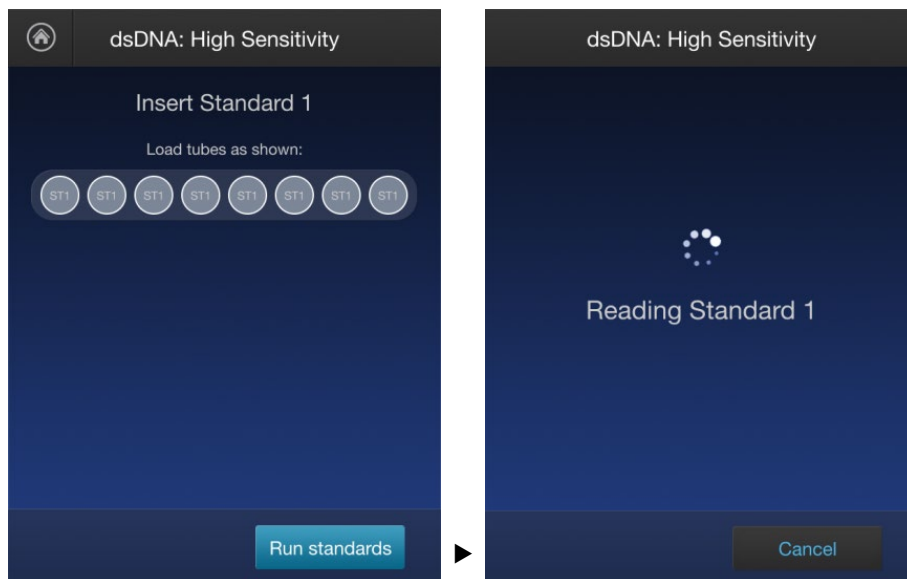 dsDNA: High Sensitivity
Insert Standard 1
Load tubes as shown:
ST1 ST1 ST1 ST1 ST1 ST1 ST1 ST1
Run standards
dsDNA: High Sensitivity
Reading Standard 1
Cancel